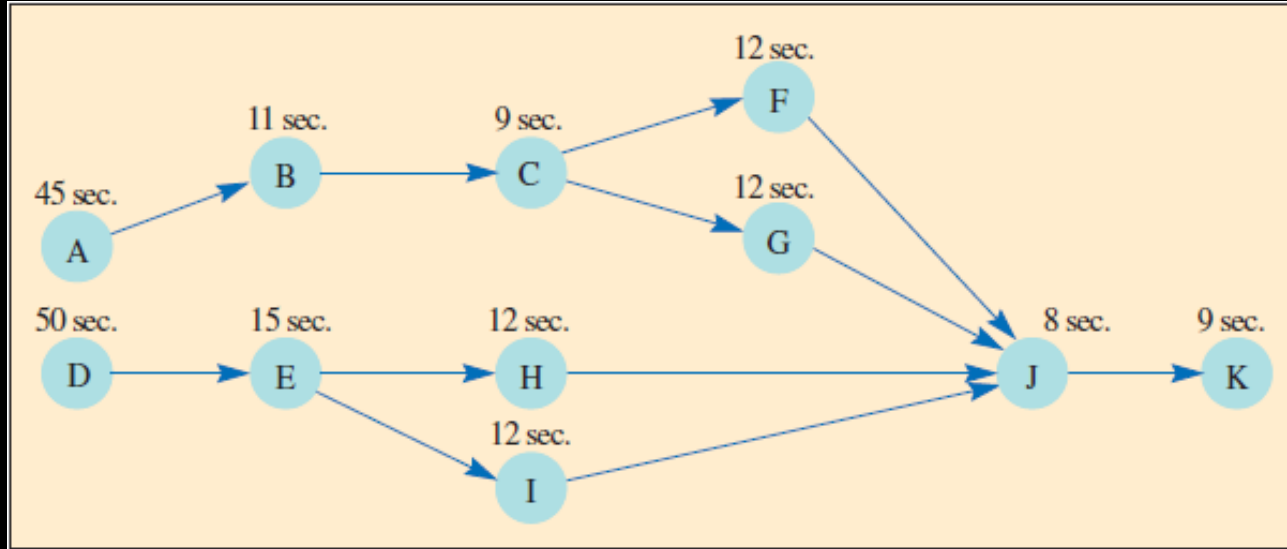 12 sec.
F
11 sec.
9 sec.
B
C
12 sec.
45 sec.
G
A
50 sec.
15 sec.
12 sec.
8 sec.
9 sec.
D
E
H
J
K
12 sec.
I